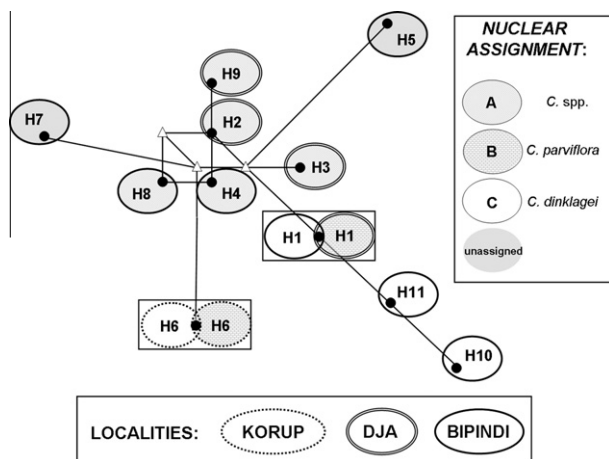 NUCLEAR
ASSIGNMENT:
H5
H9
H7
H2
A C. spp.
H3
B C. parviflora
H8 H4
C C. dinklagei
H1 H1
unassigned
H11
H6 H6
H10
LOCALITIES: KORUP DJA BIPINDI